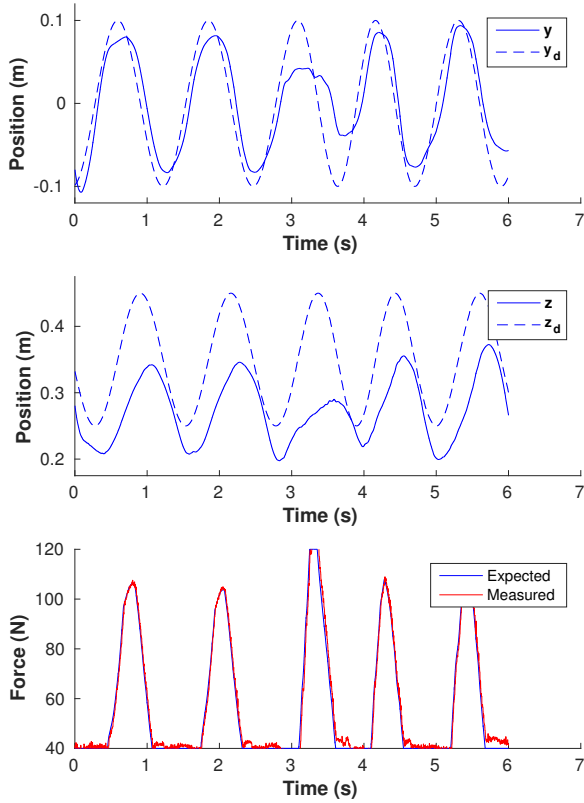 0.1
0
-0.1
Position (m)
0 1 2 3 4 5 6 7
Time (s)
y
y_d
0.4
0.3
0.2
Position (m)
0 1 2 3 4 5 6 7
Time (s)
z
z_d
120
100
80
60
40
Force (N)
0 1 2 3 4 5 6 7
Time (s)
Expected
Measured